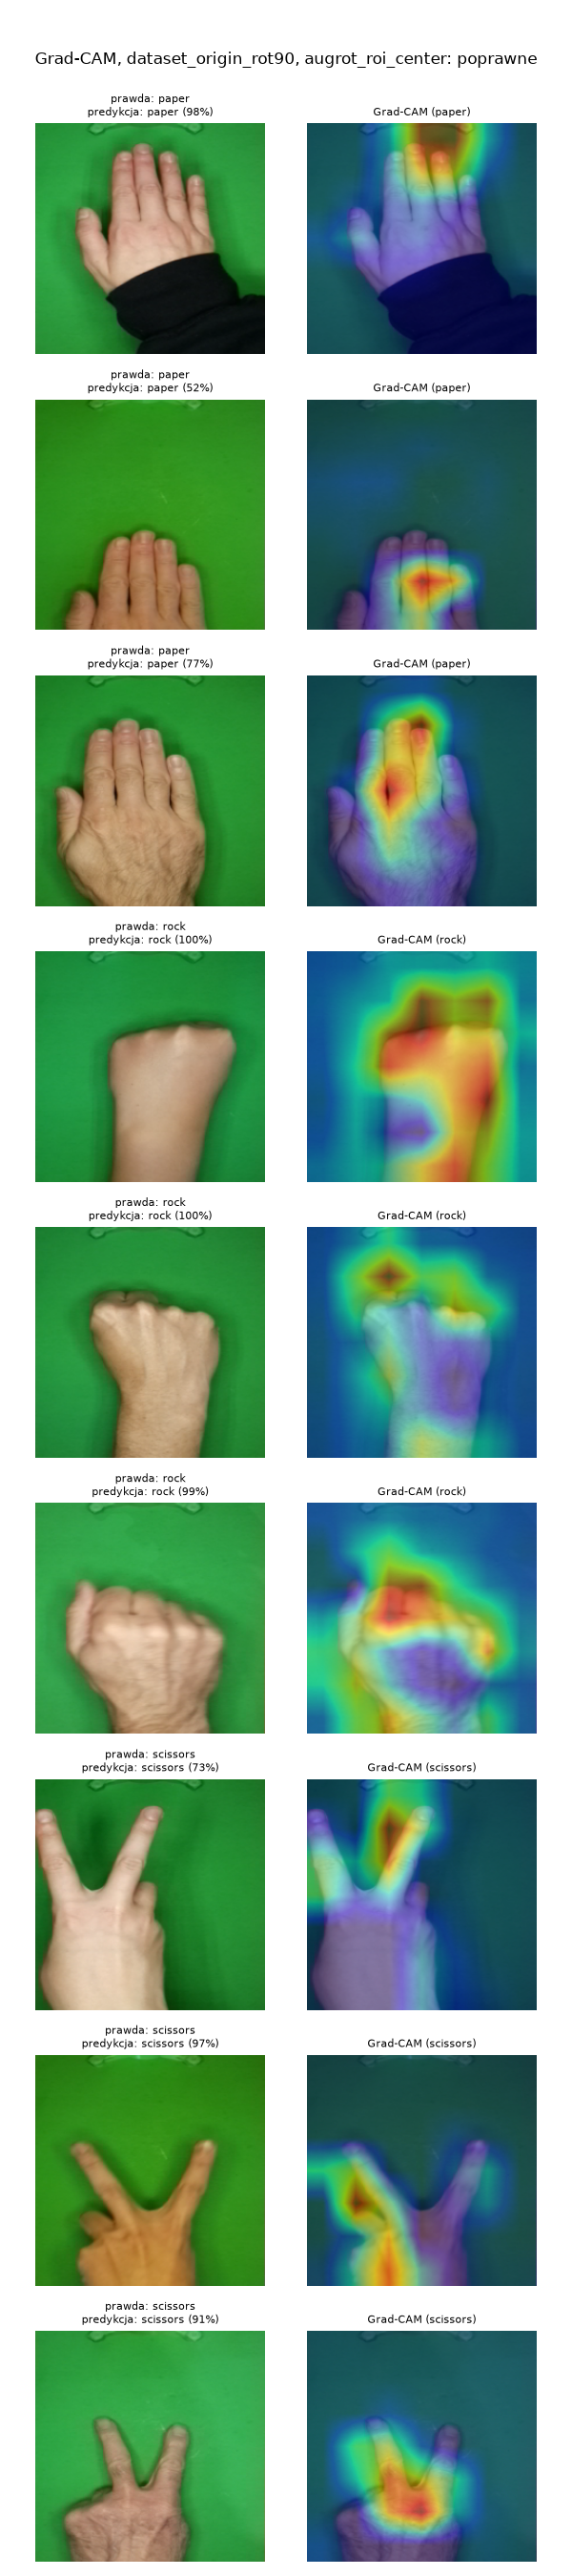 Grad-CAM, dataset_origin_rot90, augrot_roi_center: poprawne
prawda: paper
predykcja: paper (98%)
Grad-CAM (paper)
prawda: paper
predykcja: paper (52%)
Grad-CAM (paper)
prawda: paper
predykcja: paper (77%)
Grad-CAM (paper)
prawda: rock
predykcja: rock (100%)
Grad-CAM (rock)
prawda: rock
predykcja: rock (100%)
Grad-CAM (rock)
prawda: rock
predykcja: rock (99%)
Grad-CAM (rock)
prawda: scissors
predykcja: scissors (73%)
Grad-CAM (scissors)
prawda: scissors
predykcja: scissors (97%)
Grad-CAM (scissors)
prawda: scissors
predykcja: scissors (91%)
Grad-CAM (scissors)